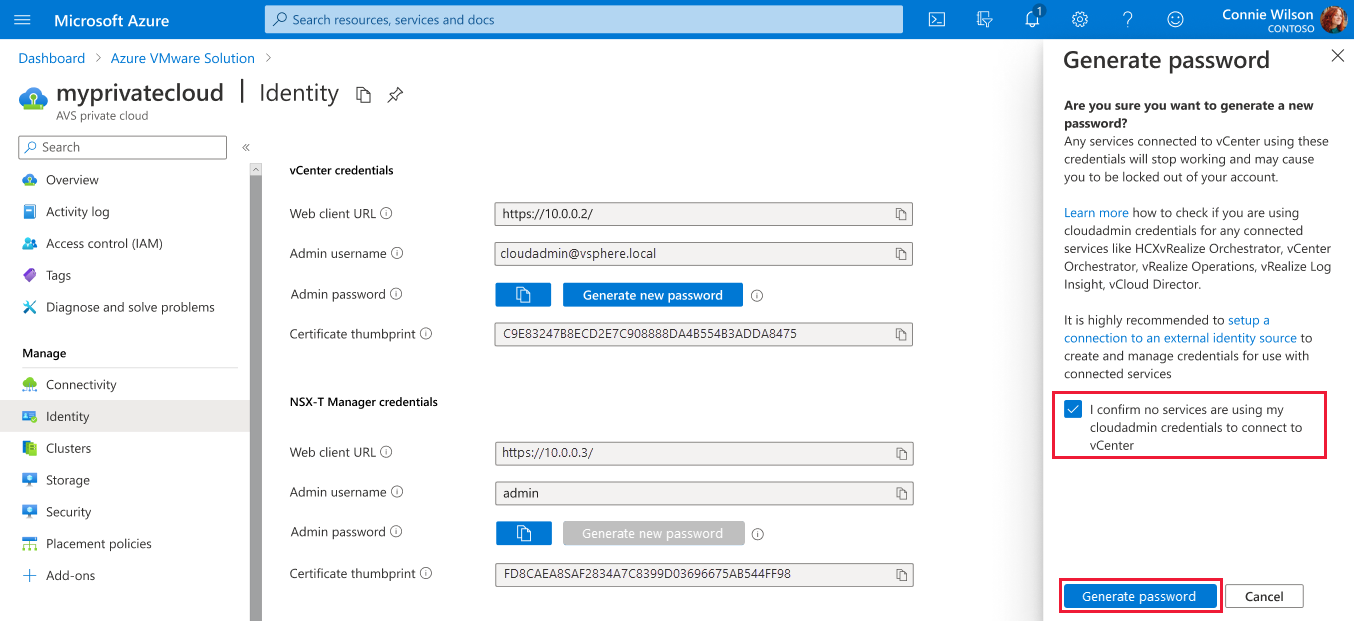 Microsoft Azure
Search resources, services and docs
1
Connie Wilson
CONTOSO
Dashboard > Azure VMware Solution >
myprivatecloud | Identity
AVS private cloud
Search
«
Overview
Activity log
Access control (IAM)
Tags
Diagnose and solve problems
Manage
Connectivity
Identity
Clusters
Storage
Security
Placement policies
Add-ons
vCenter credentials
Web client URL
https://10.0.0.2/
Admin username
cloudadmin@vsphere.local
Admin password
Generate new password
Certificate thumbprint
C9E83247B8ECD2E7C908888DA4B554B3ADDA8475
NSX-T Manager credentials
Web client URL
https://10.0.0.3/
Admin username
admin
Admin password
Generate new password
Certificate thumbprint
FD8CAEA8SAF2834A7C8399D03696675AB544FF98
Generate password
Are you sure you want to generate a new
password?
Any services connected to vCenter using these
credentials will stop working and may cause
you to be locked out of your account.
Learn more how to check if you are using
cloudadmin credentials for any connected
services like HCXvRealize Orchestrator, vCenter
Orchestrator, vRealize Operations, vRealize Log
Insight, vCloud Director.
It is highly recommended to setup a
connection to an external identity source to
create and manage credentials for use with
connected services
I confirm no services are using my
cloudadmin credentials to connect to
vCenter
Generate password
Cancel